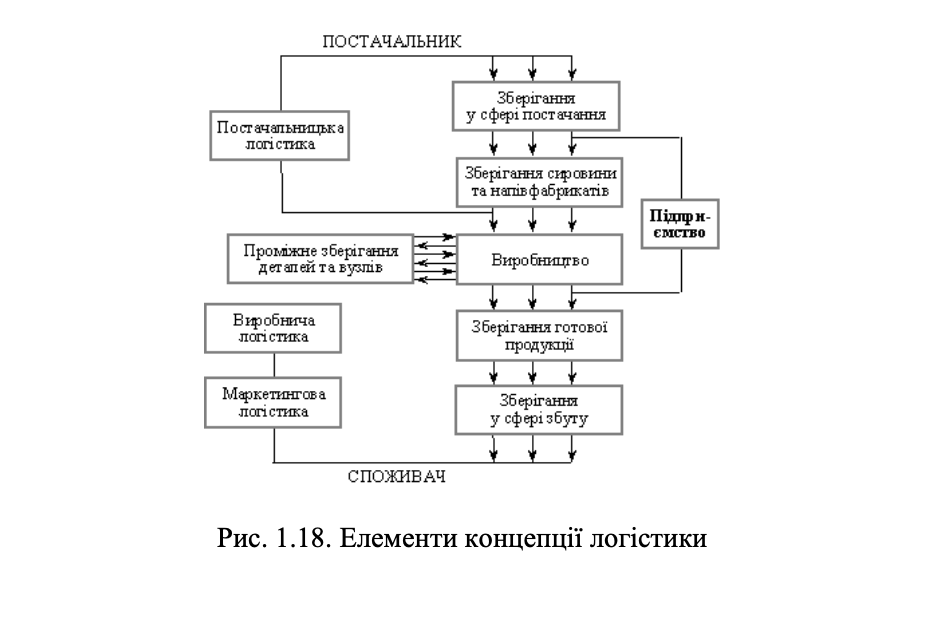 ПОСТАЧАЛЬНИК
Зберігання
у сфері постачання
Постачальницька
логістика
Зберігання сировини
та напівфабрикатів
Підпри-
ємство
Проміжне зберігання
деталей та вузлів
Виробництво
Виробнича
логістика
Зберігання готової
продукції
Маркетингова
логістика
Зберігання
у сфері збуту
СПОЖИВАЧ
Рис. 1.18. Елементи концепції логістики